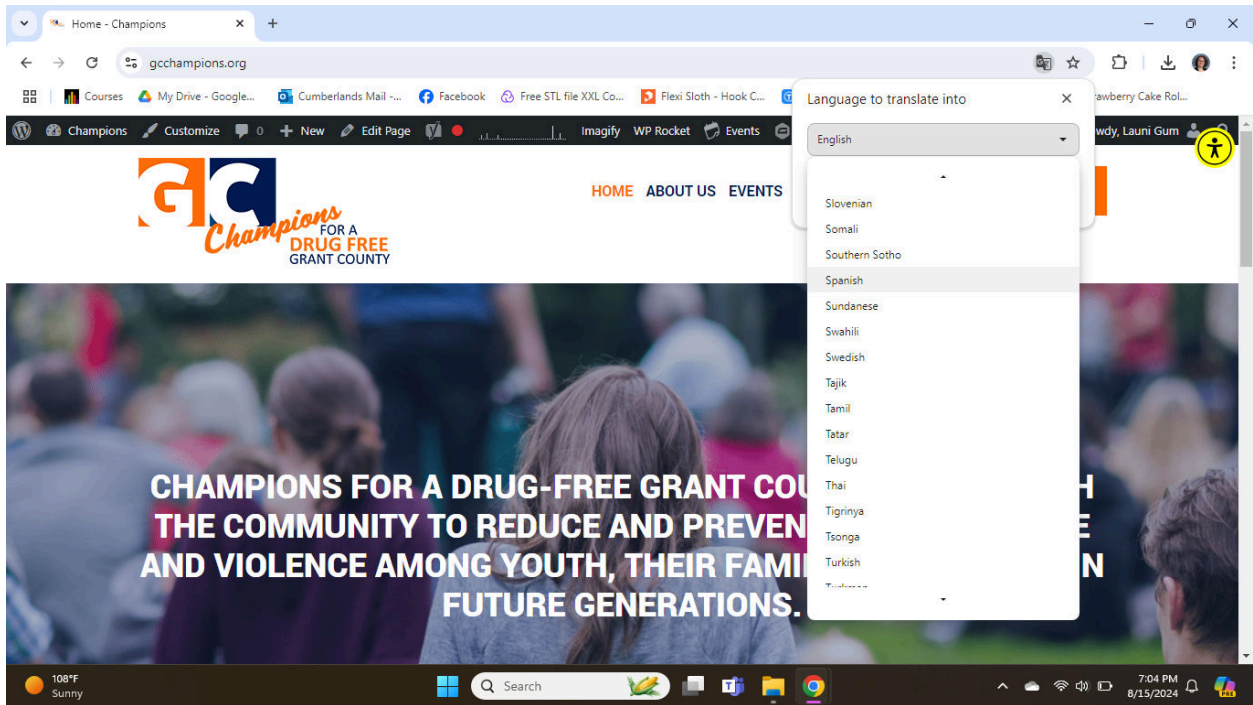 Home - Champions
gcchampions.org
Courses My Drive - Google... Cumberlands Mail -... Facebook Free STL file XXL Co... Flexi Sloth - Hook C... rawberry Cake Rol...
Champions Customize 0 New Edit Page Imagify WP Rocket Events wdy, Launi Gum
Language to translate into
English
Slovenian
Somali
Southern Sotho
Spanish
Sundanese
Swahili
Swedish
Tajik
Tamil
Tatar
Telugu
Thai
Tigrinya
Tsonga
Turkish
Turkmen
GC
Champions
FOR A
DRUG FREE
GRANT COUNTY
HOME ABOUT US EVENTS
CHAMPIONS FOR A DRUG-FREE GRANT COU H
THE COMMUNITY TO REDUCE AND PREVEN E
AND VIOLENCE AMONG YOUTH, THEIR FAMI N
FUTURE GENERATIONS.
108°F
Sunny
Search
7:04 PM
8/15/2024